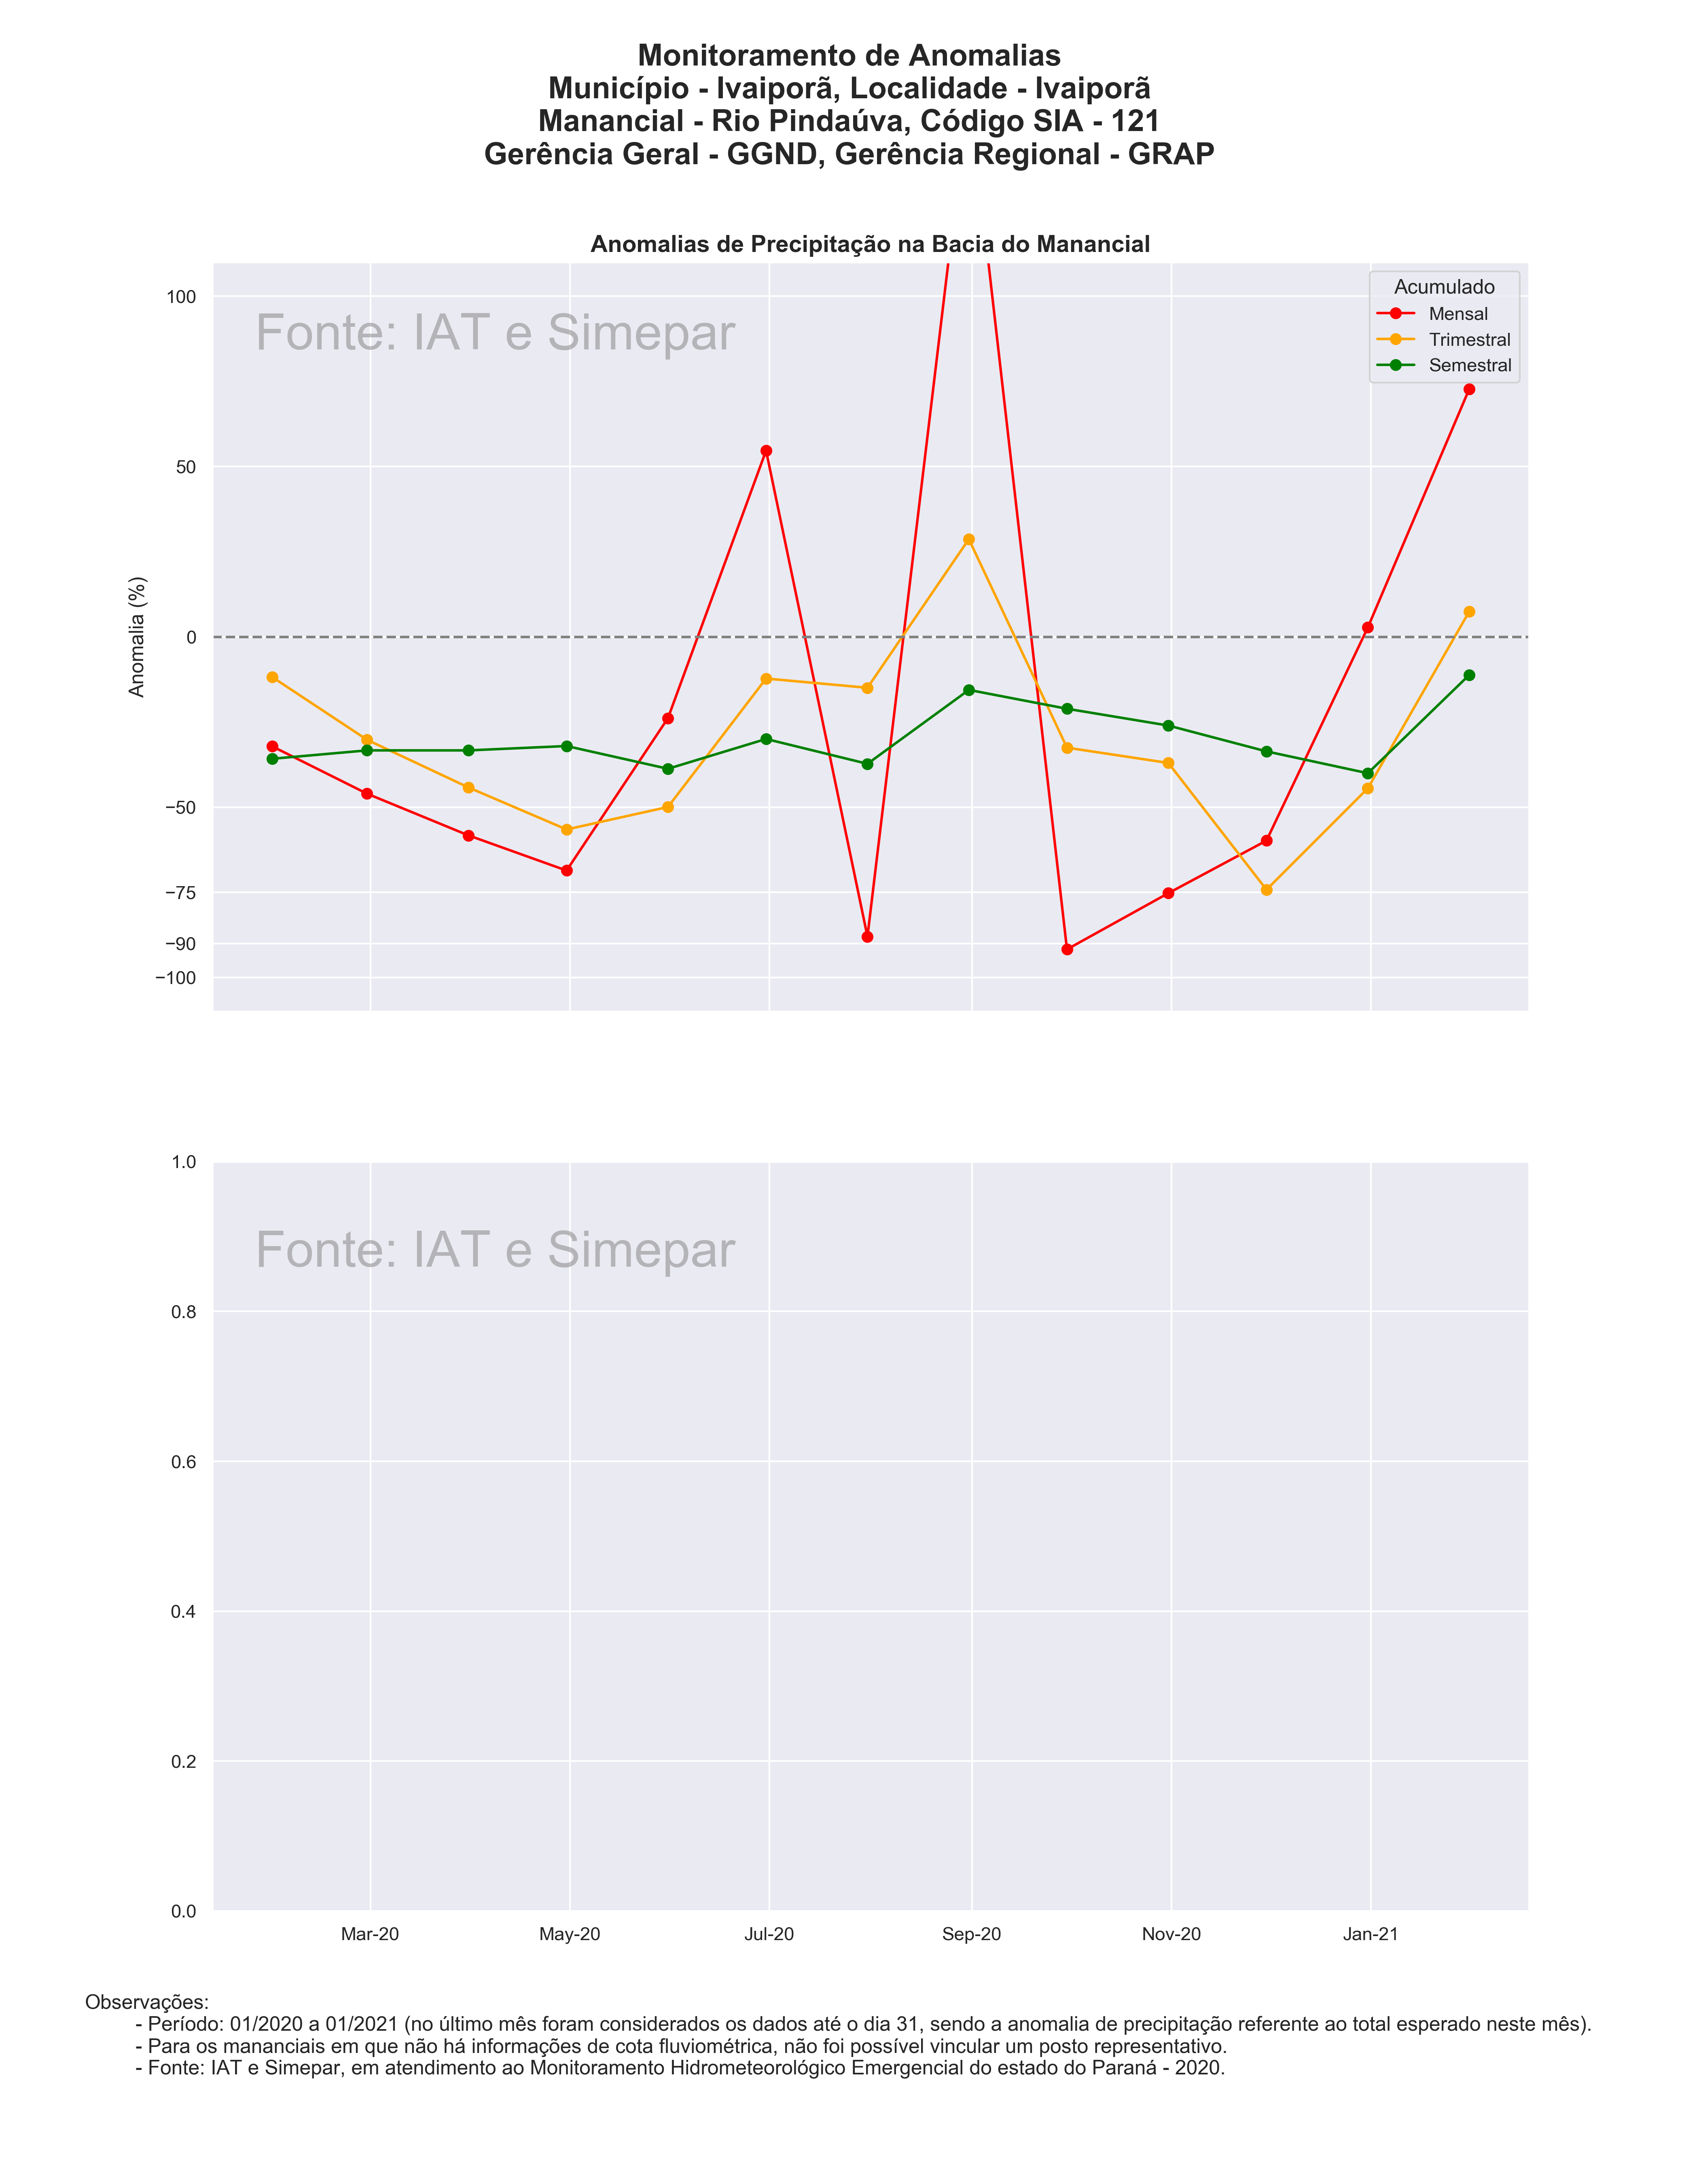 Monitoramento de Anomalias
Município - Ivaiporã, Localidade - Ivaiporã
Manancial - Rio Pindaúva, Código SIA - 121
Gerência Geral - GGND, Gerência Regional - GRAP
Anomalias de Precipitação na Bacia do Manancial
Fonte: IAT e Simepar
Acumulado
Mensal
Trimestral
Semestral
Anomalia (%)
100
50
0
−50
−75
−90
−100
Fonte: IAT e Simepar
1.0
0.8
0.6
0.4
0.2
0.0
Mar-20 May-20 Jul-20 Sep-20 Nov-20 Jan-21
Observações:
- Período: 01/2020 a 01/2021 (no último mês foram considerados os dados até o dia 31, sendo a anomalia de precipitação referente ao total esperado neste mês).
- Para os mananciais em que não há informações de cota fluviométrica, não foi possível vincular um posto representativo.
- Fonte: IAT e Simepar, em atendimento ao Monitoramento Hidrometeorológico Emergencial do estado do Paraná - 2020.